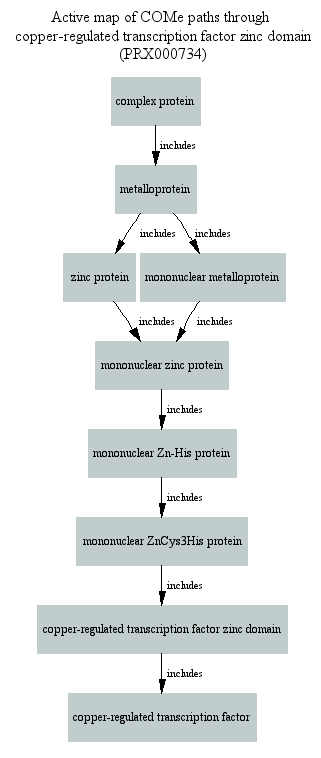 Active map of COMe paths through
copper-regulated transcription factor zinc domain
(PRX000734)
complex protein
includes
metalloprotein
includes
includes
zinc protein
mononuclear metalloprotein
includes
includes
mononuclear zinc protein
includes
mononuclear Zn-His protein
includes
mononuclear ZnCys3His protein
includes
copper-regulated transcription factor zinc domain
includes
copper-regulated transcription factor